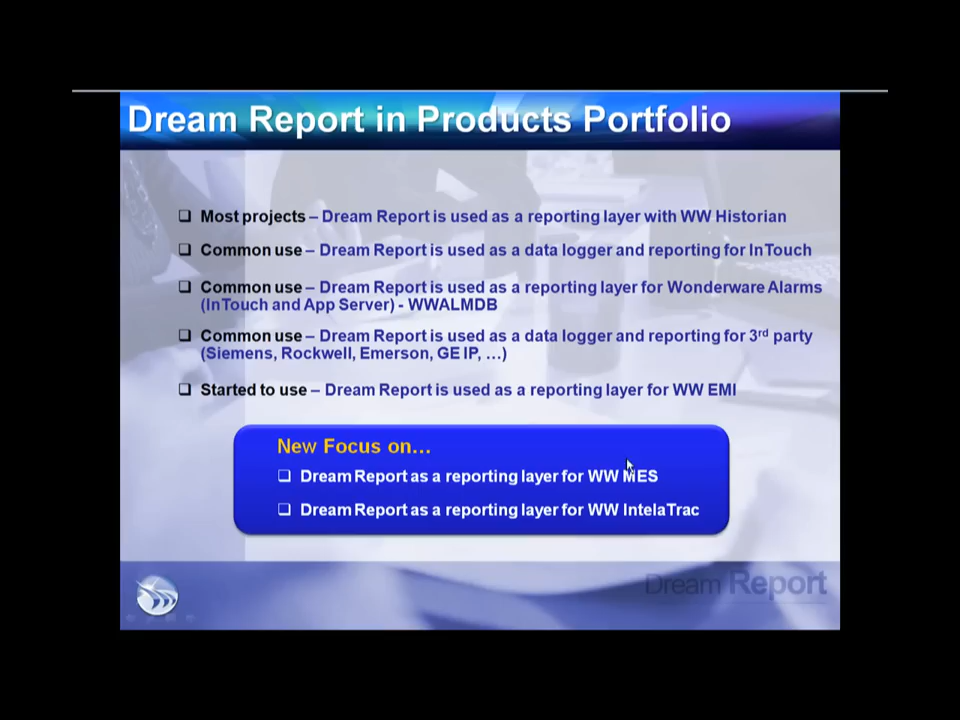 Dream Report in Products Portfolio
❑ Most projects – Dream Report is used as a reporting layer with WW Historian
❑ Common use – Dream Report is used as a data logger and reporting for InTouch
❑ Common use – Dream Report is used as a reporting layer for Wonderware Alarms
(InTouch and App Server) - WWALMDB
❑ Common use – Dream Report is used as a data logger and reporting for 3rd party
(Siemens, Rockwell, Emerson, GE IP, …)
❑ Started to use – Dream Report is used as a reporting layer for WW EMI
New Focus on…
❑ Dream Report as a reporting layer for WW MES
❑ Dream Report as a reporting layer for WW IntelaTrac
Dream Report